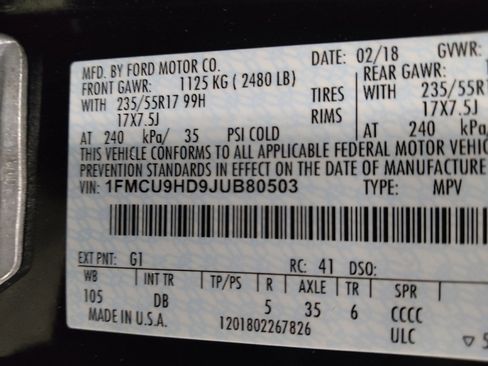 MFD. BY FORD MOTOR CO. DATE: 02/18 GVWR:
FRONT GAWR: 1125 KG ( 2480 LB) REAR GAWR:
WITH 235/55R17 99H TIRES 235/55R17
17X7.5J RIMS 17X7.5J
AT 240 kPa/ 35 PSI COLD AT 240 kPa/
THIS VEHICLE CONFORMS TO ALL APPLICABLE FEDERAL MOTOR VEHIC
PREVENTION STANDARDS IN EFFECT ON THE DATE OF MANUFACTURE
VIN: 1FMCU9HD9JUB80503 TYPE: MPV
EXT PNT: G1 RC: 41 DSO:
WB INT TR TP/PS R AXLE TR SPR
105 DB 5 35 6 CCCC
MADE IN U.S.A. 1201802267826 ULC